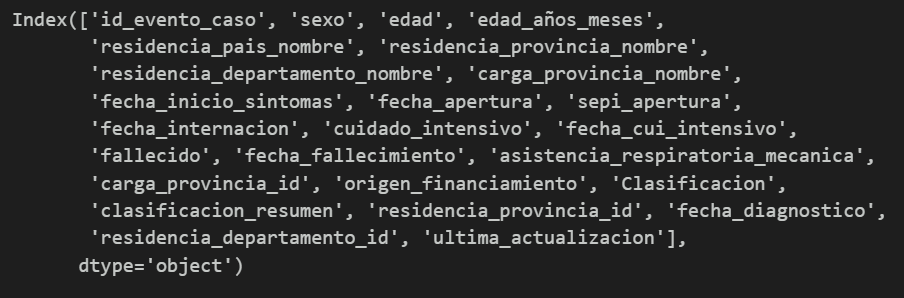 Index(['id_evento_caso', 'sexo', 'edad', 'edad_años_meses',
'residencia_pais_nombre', 'residencia_provincia_nombre',
'residencia_departamento_nombre', 'carga_provincia_nombre',
'fecha_inicio_sintomas', 'fecha_apertura', 'sepi_apertura',
'fecha_internacion', 'cuidado_intensivo', 'fecha_cui_intensivo',
'fallecido', 'fecha_fallecimiento', 'asistencia_respiratoria_mecanica',
'carga_provincia_id', 'origen_financiamiento', 'Clasificacion',
'clasificacion_resumen', 'residencia_provincia_id', 'fecha_diagnostico',
'residencia_departamento_id', 'ultima_actualizacion'],
dtype='object')